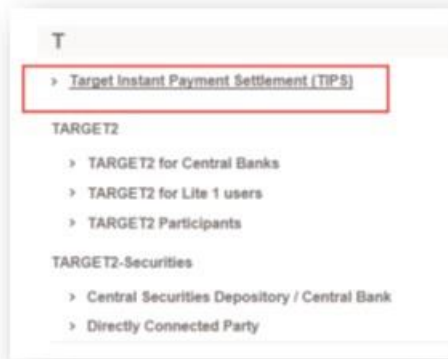 T
> Target Instant Payment Settlement (TIPS)
TARGET2
> TARGET2 for Central Banks
> TARGET2 for Lite 1 users
> TARGET2 Participants
TARGET2-Securities
> Central Securities Depository / Central Bank
> Directly Connected Party